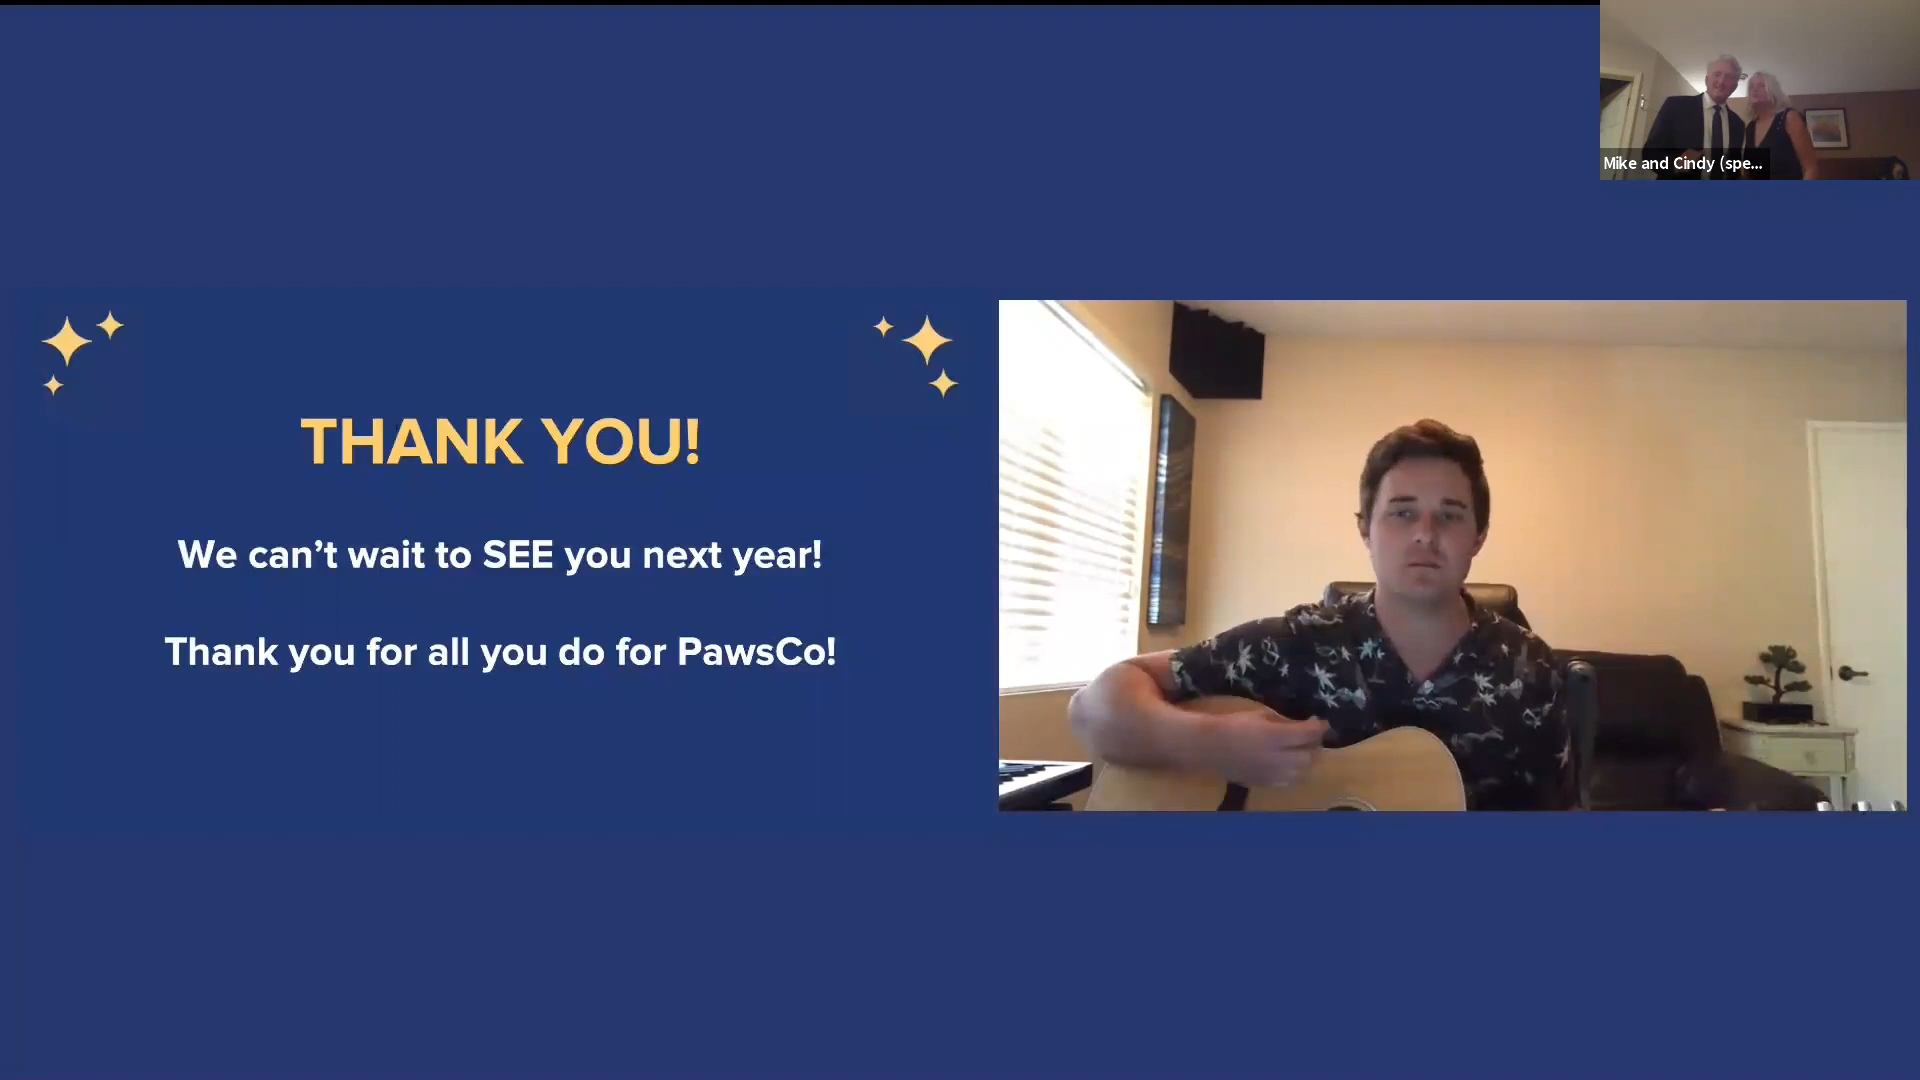 Mike and Cindy (spe...
THANK YOU!
We can’t wait to SEE you next year!
Thank you for all you do for PawsCo!